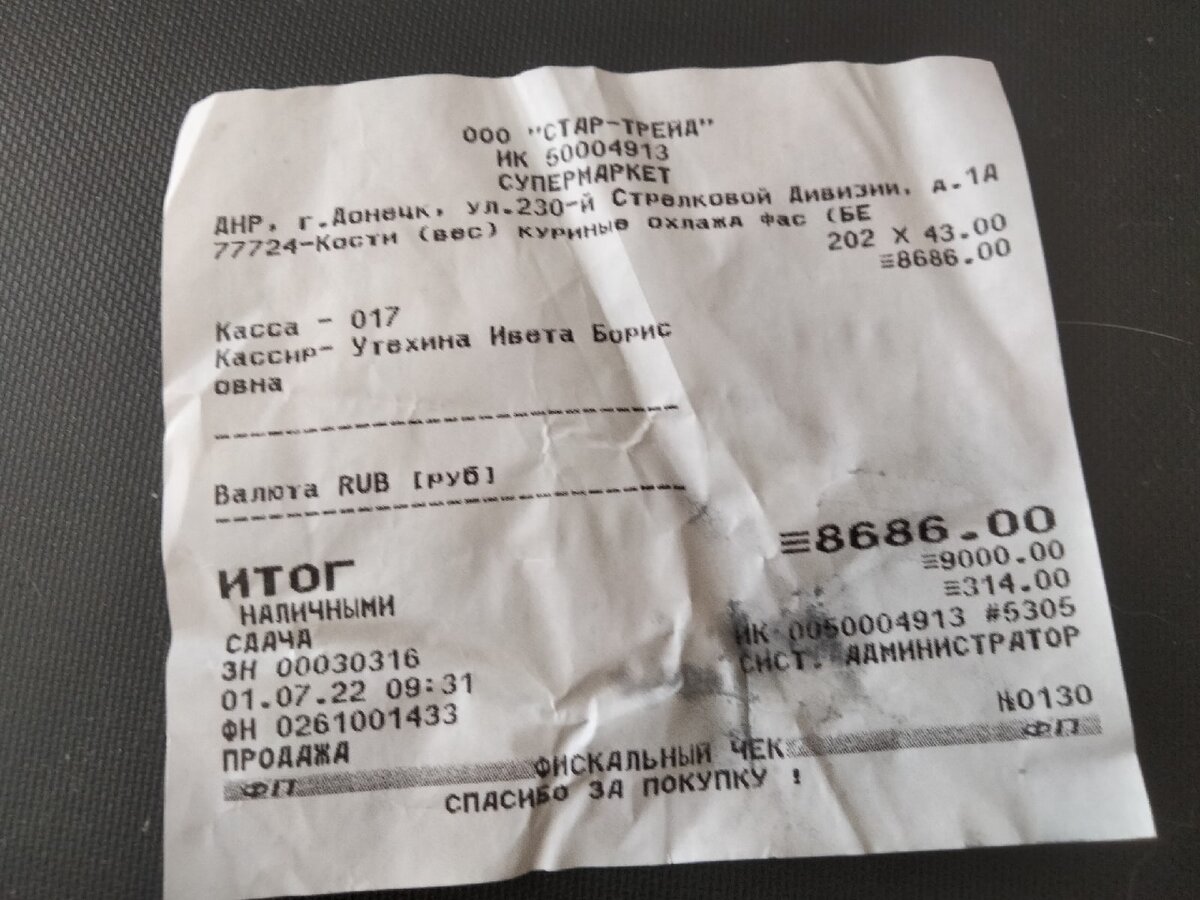 ООО "СТАР-ТРЕЙД"
ИК 50004913
СУПЕРМАРКЕТ
ДНР, г.Донецк, ул.230-й Стрелковой Дивизии, д.1Д
77724-Кости (вес) куриные охлажд фас (БЕ
202 X 43.00
≡8686.00
Касса - 017
Кассир- Утехина Ивета Борис
овна
Валюта RUB [руб]
ИТОГ ≡8686.00
НАЛИЧНЫМИ ≡9000.00
СДАЧА ≡314.00
ЗН 00030316 ИК 0050004913 #5305
01.07.22 09:31 СИСТ. АДМИНИСТРАТОР
ФН 0261001433
ПРОДАЖА №0130
ФП ФИСКАЛЬНЫЙ ЧЕК ФП
СПАСИБО ЗА ПОКУПКУ !